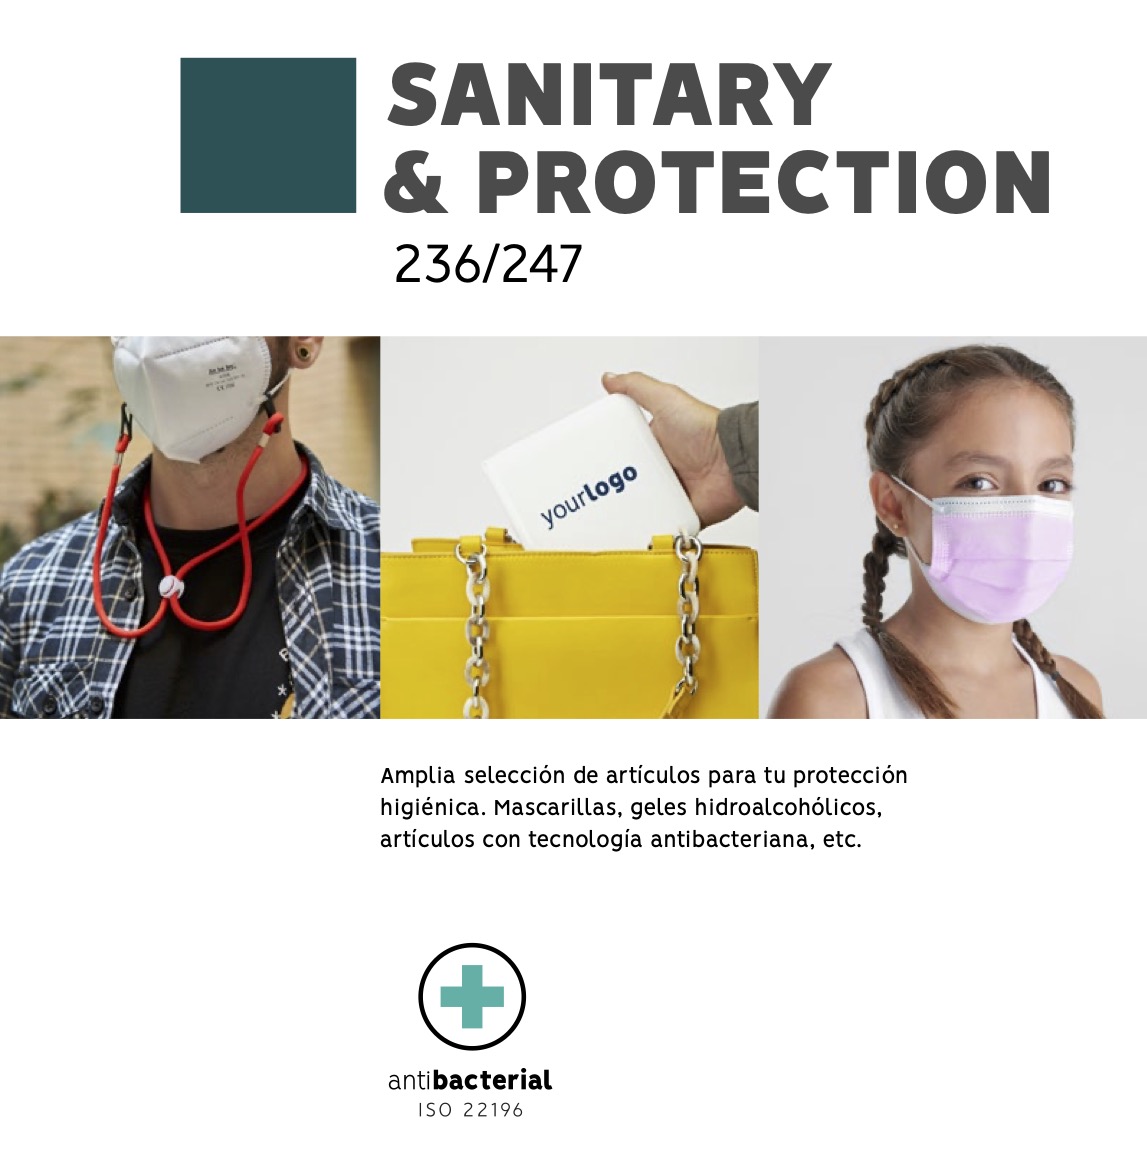 SANITARY
& PROTECTION
236/247
yourlogo
Amplia selección de artículos para tu protección
higiénica. Mascarillas, geles hidroalcohólicos,
artículos con tecnología antibacteriana, etc.
antibacterial
ISO 22196